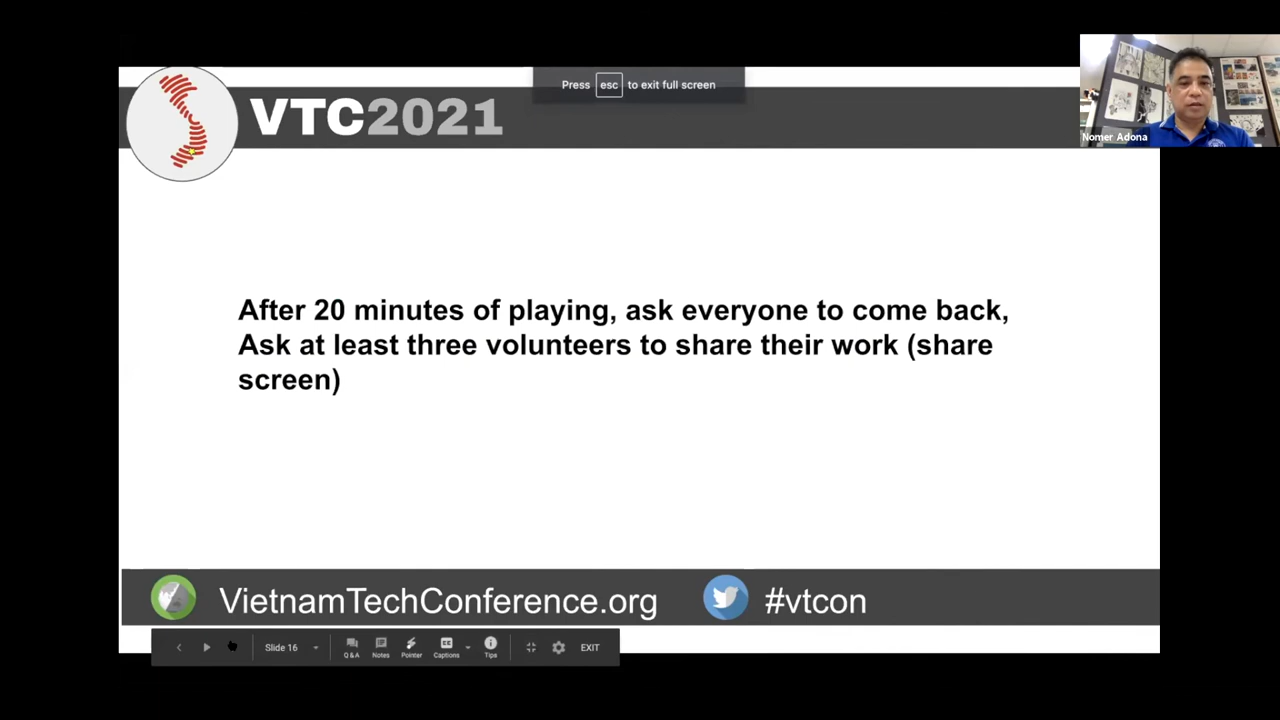 Press esc to exit full screen
VTC2021
Nomer Adona
After 20 minutes of playing, ask everyone to come back,
Ask at least three volunteers to share their work (share
screen)
VietnamTechConference.org #vtcon
Slide 16 Q&A Notes Pointer Captions Tips EXIT